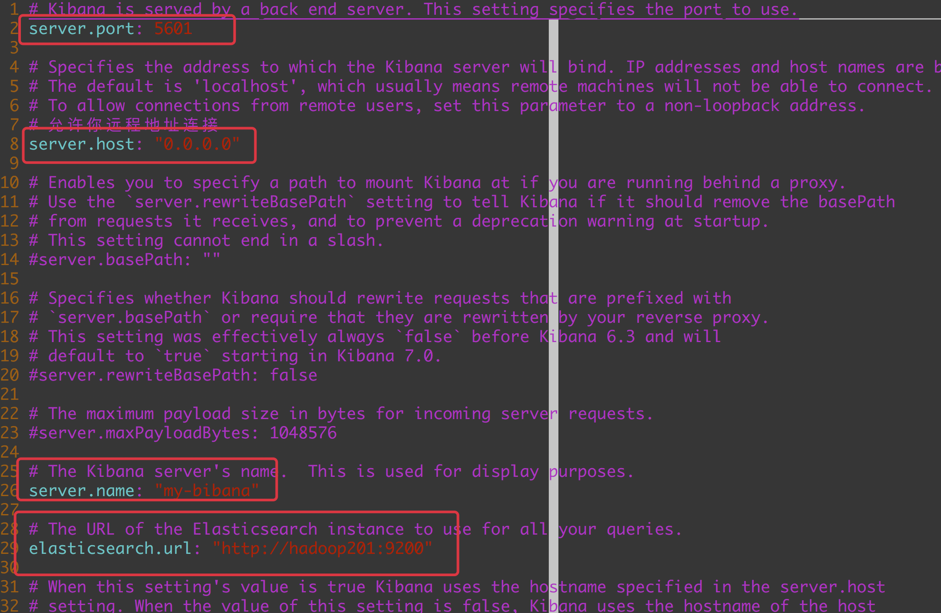 1 # Kibana is served by a back end server. This setting specifies the port to use.
2 server.port: 5601
3
4 # Specifies the address to which the Kibana server will bind. IP addresses and host names are b
5 # The default is 'localhost', which usually means remote machines will not be able to connect.
6 # To allow connections from remote users, set this parameter to a non-loopback address.
7 # 允许你远程地址连接
8 server.host: "0.0.0.0"
9
10 # Enables you to specify a path to mount Kibana at if you are running behind a proxy.
11 # Use the `server.rewriteBasePath` setting to tell Kibana if it should remove the basePath
12 # from requests it receives, and to prevent a deprecation warning at startup.
13 # This setting cannot end in a slash.
14 #server.basePath: ""
15
16 # Specifies whether Kibana should rewrite requests that are prefixed with
17 # `server.basePath` or require that they are rewritten by your reverse proxy.
18 # This setting was effectively always `false` before Kibana 6.3 and will
19 # default to `true` starting in Kibana 7.0.
20 #server.rewriteBasePath: false
21
22 # The maximum payload size in bytes for incoming server requests.
23 #server.maxPayloadBytes: 1048576
24
25 # The Kibana server's name.  This is used for display purposes.
26 server.name: "my-bibana"
27
28 # The URL of the Elasticsearch instance to use for all your queries.
29 elasticsearch.url: "http://hadoop201:9200"
30
31 # When this setting's value is true Kibana uses the hostname specified in the server.host
32 # setting. When the value of this setting is false, Kibana uses the hostname of the host